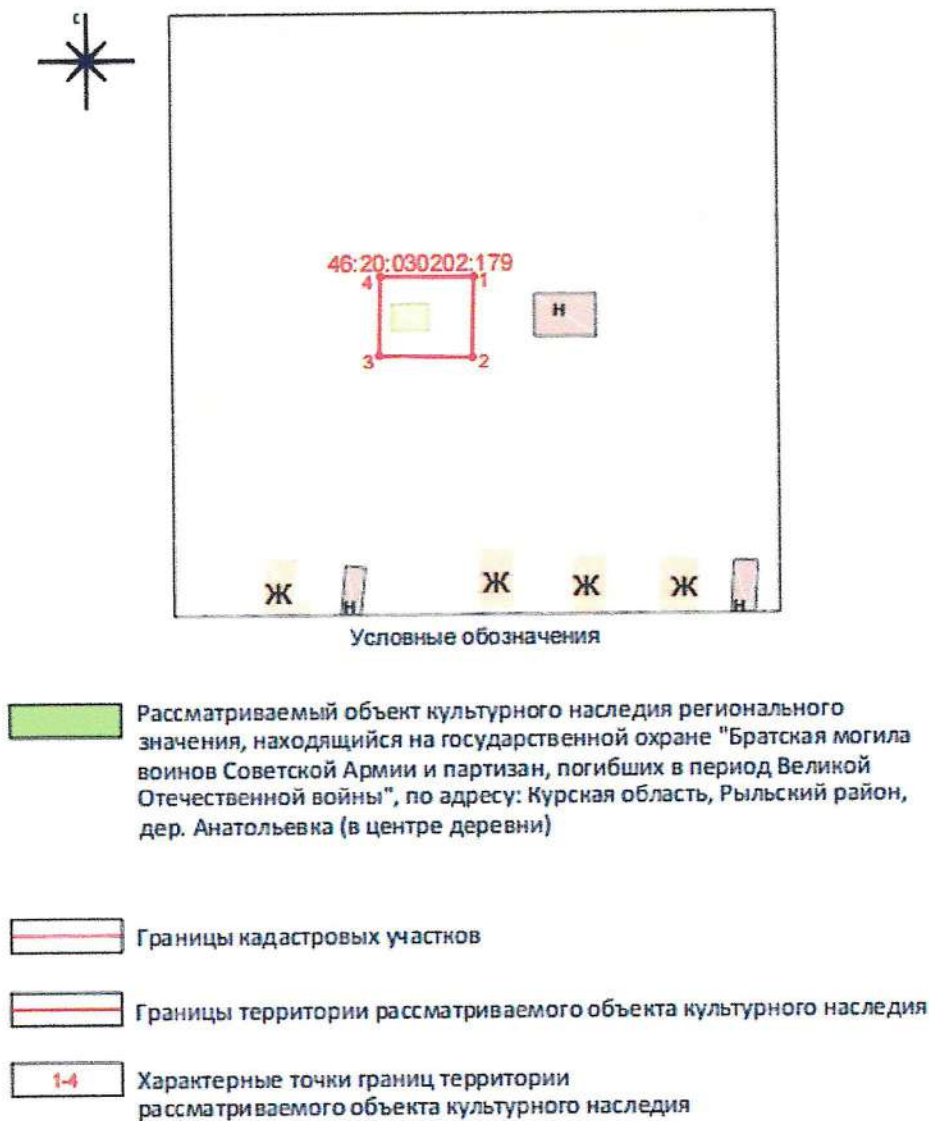 с
46:20:030202:179
4 1
Н
3 2
Ж Н Ж Ж Ж Н
Условные обозначения
Рассматриваемый объект культурного наследия регионального
значения, находящийся на государственной охране "Братская могила
воинов Советской Армии и партизан, погибших в период Великой
Отечественной войны", по адресу: Курская область, Рыльский район,
дер. Анатольевка (в центре деревни)
Границы кадастровых участков
Границы территории рассматриваемого объекта культурного наследия
1-4 Характерные точки границ территории
рассматриваемого объекта культурного наследия